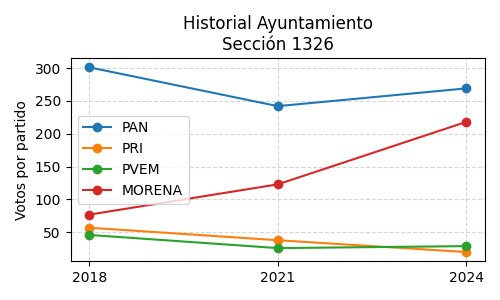 Historial Ayuntamiento
Sección 1326
Votos por partido
300
250
200
150
100
50
PAN
PRI
PVEM
MORENA
2018
2021
2024